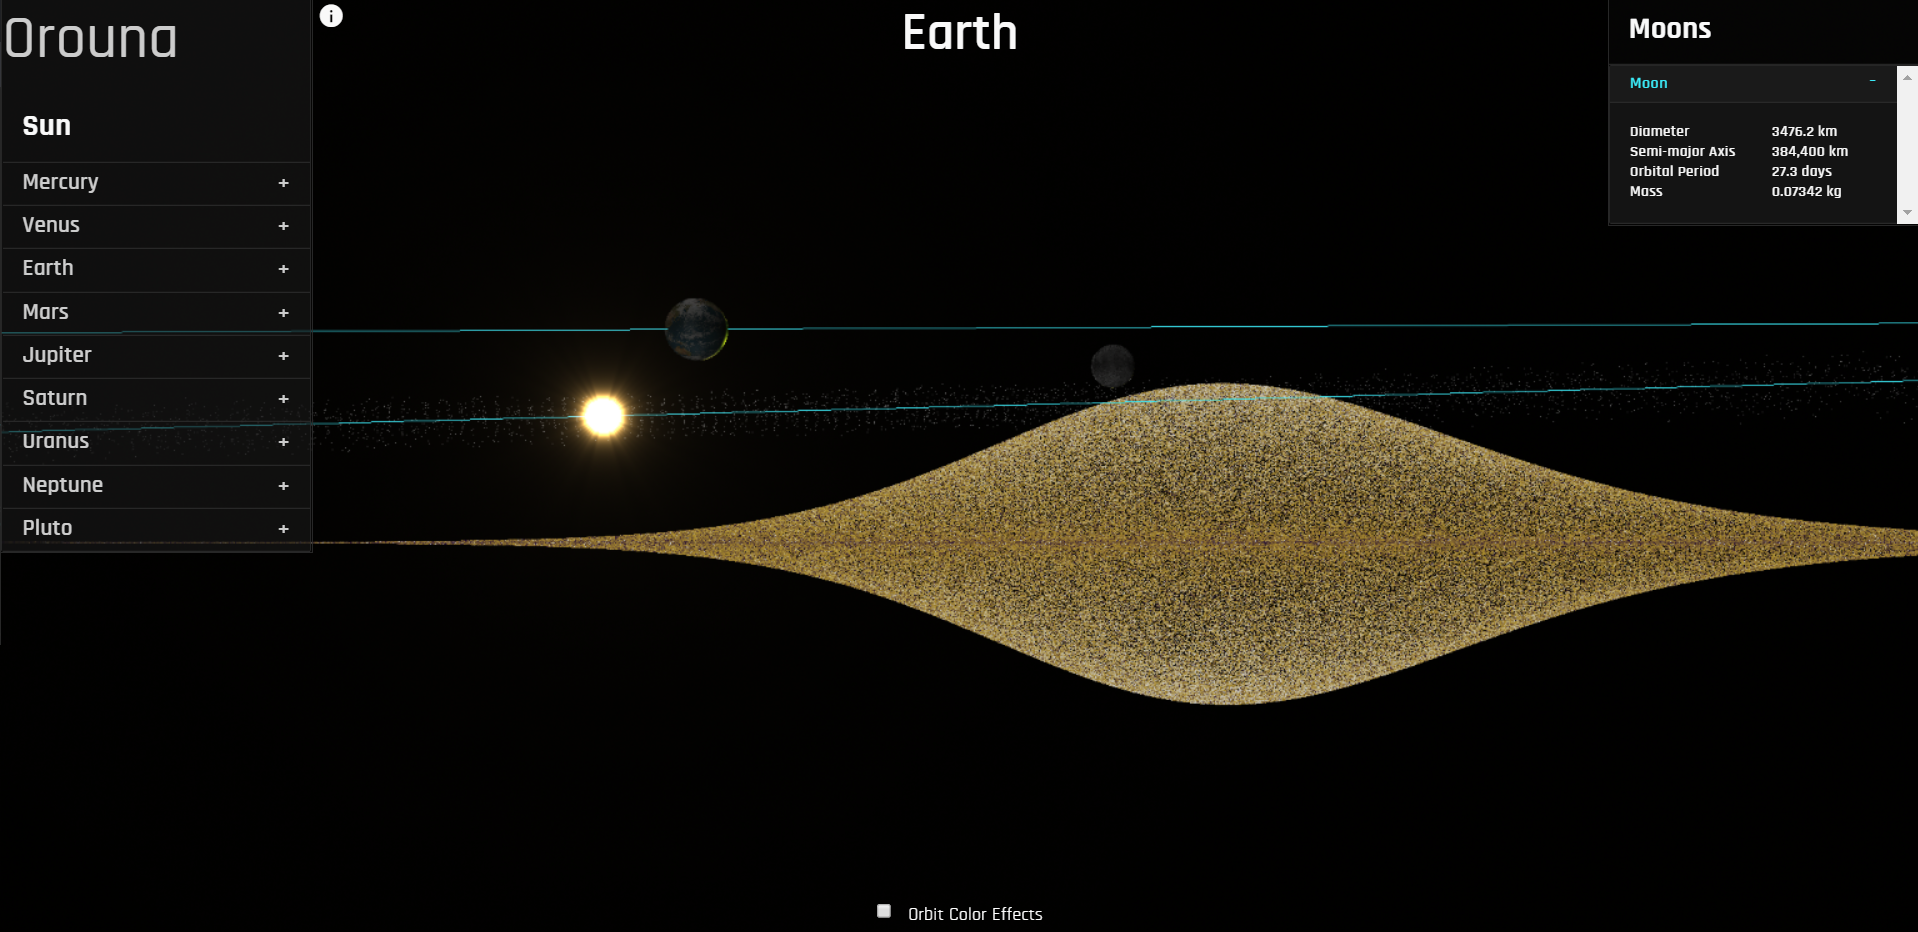 Orouna
Earth
Moons
Sun
Mercury +
Venus +
Earth +
Mars +
Jupiter +
Saturn +
Uranus +
Neptune +
Pluto +
Moon -
Diameter 3476.2 km
Semi-major Axis 384,400 km
Orbital Period 27.3 days
Mass 0.07342 kg
Orbit Color Effects